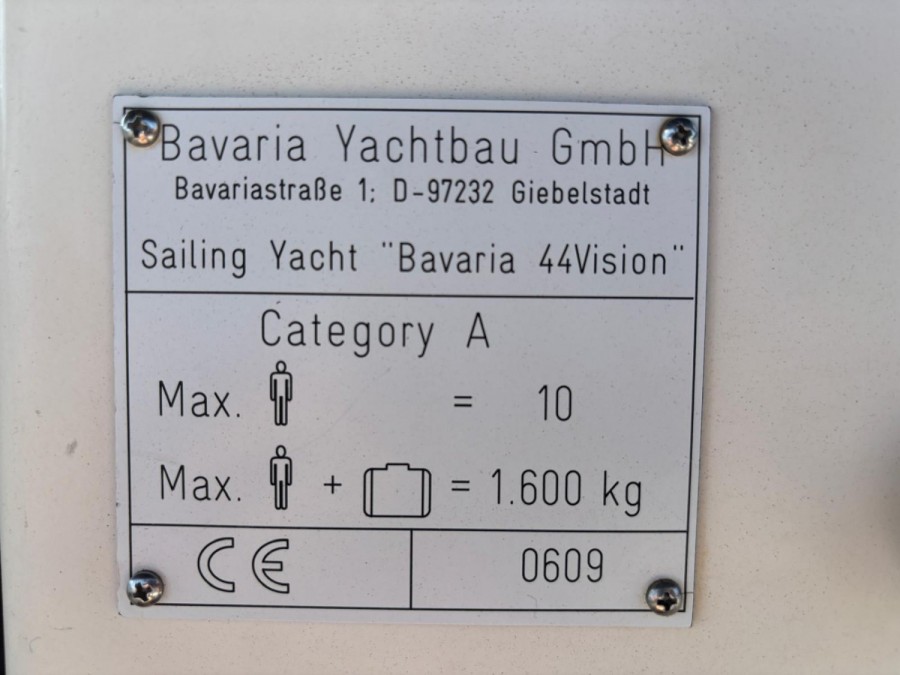 Bavaria Yachtbau GmbH
Bavariastraße 1; D-97232 Giebelstadt
Sailing Yacht "Bavaria 44Vision"
Category A
Max. = 10
Max. + = 1.600 kg
CE 0609